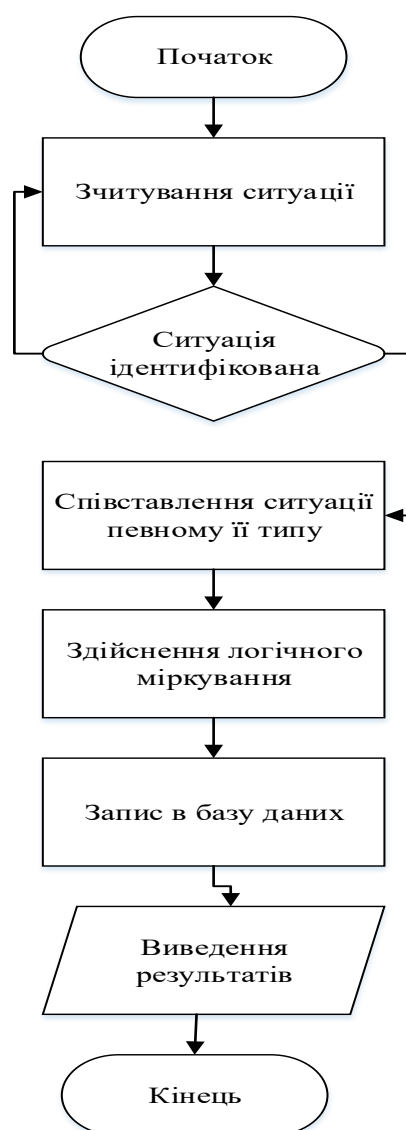 Початок
Зчитування ситуації
Ситуація
ідентифікована
Співставлення ситуації
певному її типу
Здійснення логічного
міркування
Запис в базу даних
Виведення
результатів
Кінець